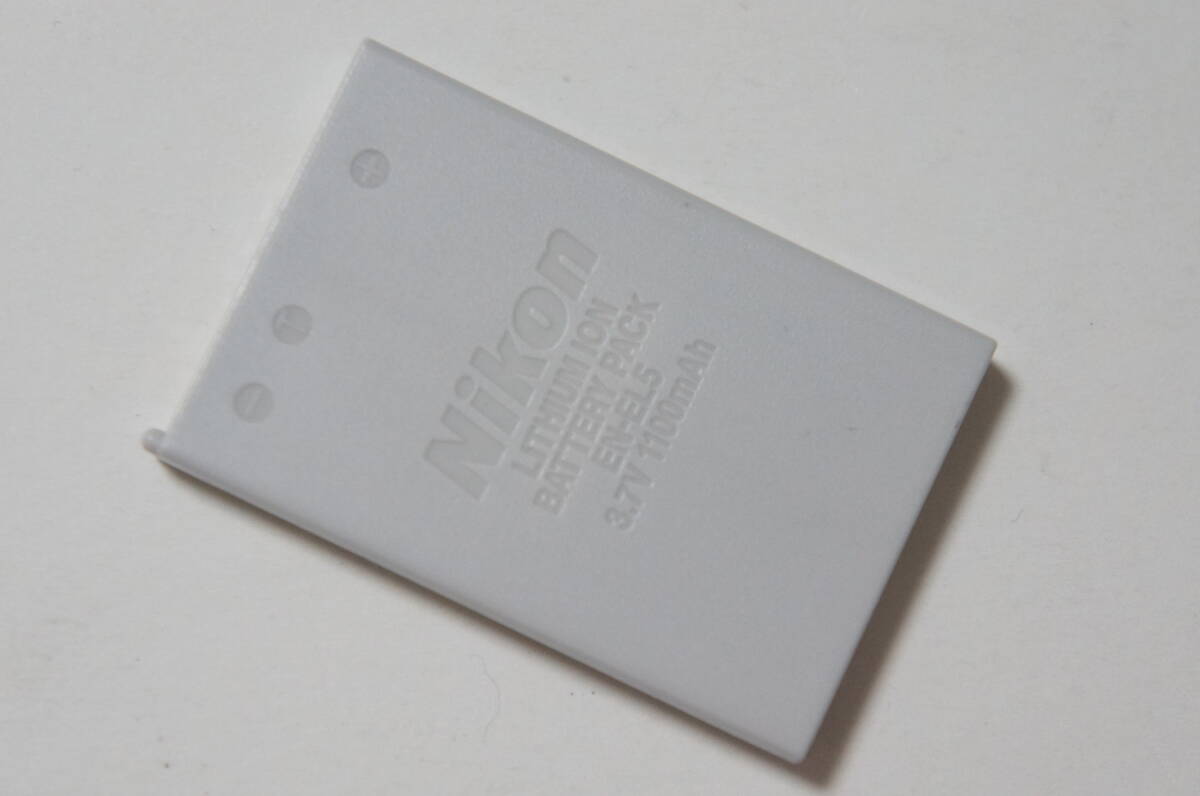 +
T
−
Nikon
LITHIUM ION
BATTERY PACK
EN-EL5
3.7V 1100mAh